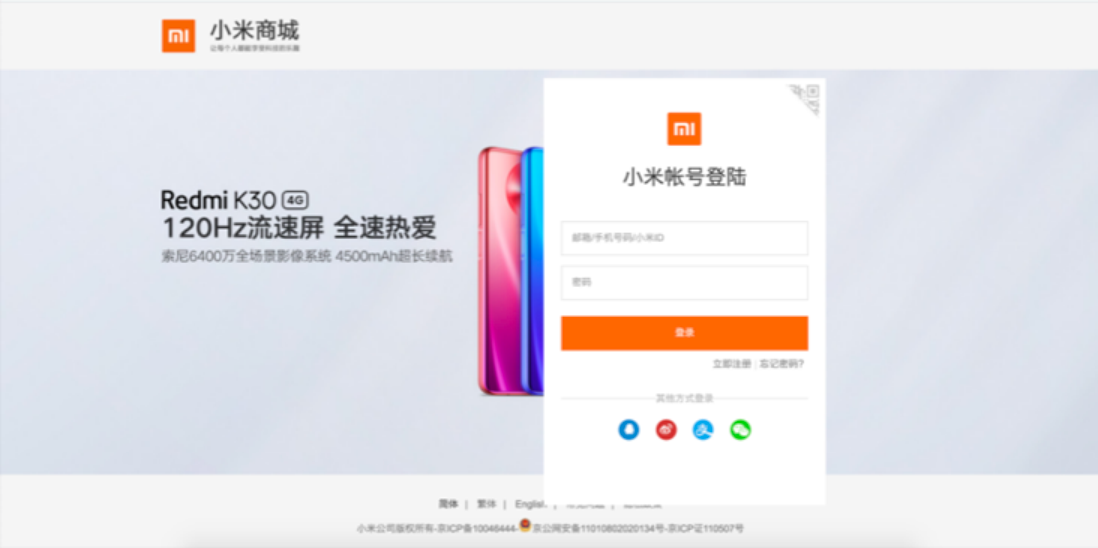 小米商城
让每个人都能享受科技的乐趣
小米帐号登陆
Redmi K30 4G
120Hz流速屏 全速热爱
索尼6400万全场景影像系统 4500mAh超长续航
邮箱/手机号码/小米ID
密码
登录
立即注册 | 忘记密码?
其他方式登录
简体 | 繁体 | English | 常见问题 |
小米公司版权所有-京ICP备10046444-京公网安备11010802020134号-京ICP证110507号